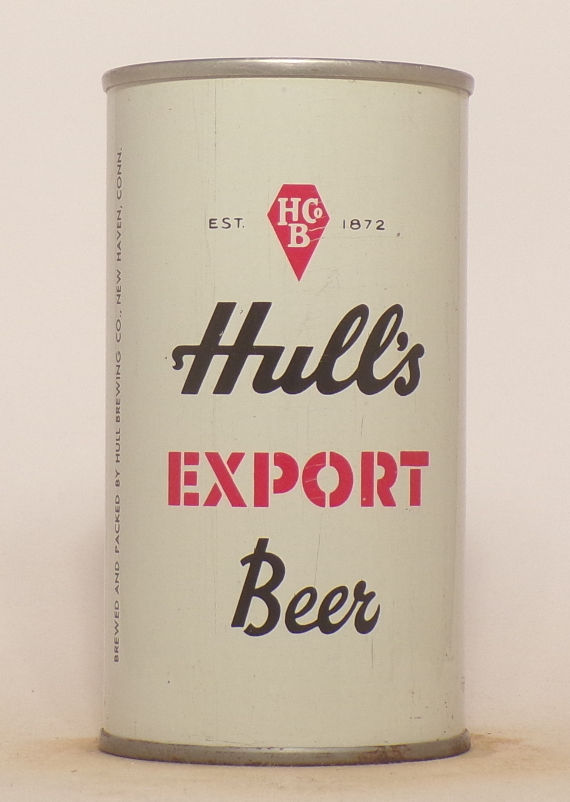 EST. HCo B 1872
Hull's
EXPORT
Beer
BREWED AND PACKED BY HULL BREWING CO., NEW HAVEN, CONN.